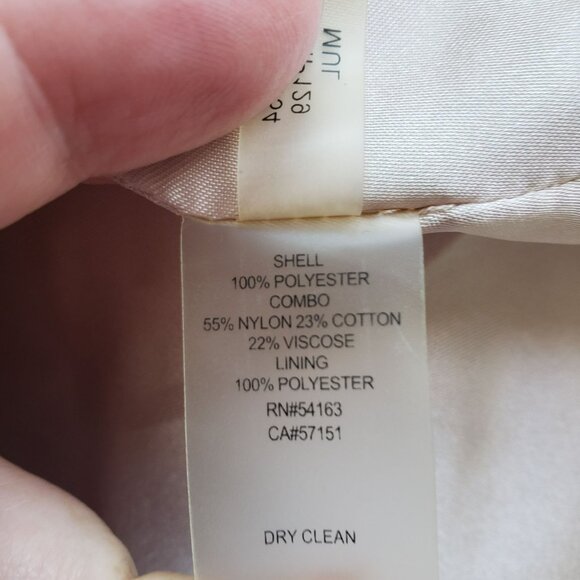 MUL
SHELL
100% POLYESTER
COMBO
55% NYLON 23% COTTON
22% VISCOSE
LINING
100% POLYESTER
RN#54163
CA#57151
DRY CLEAN